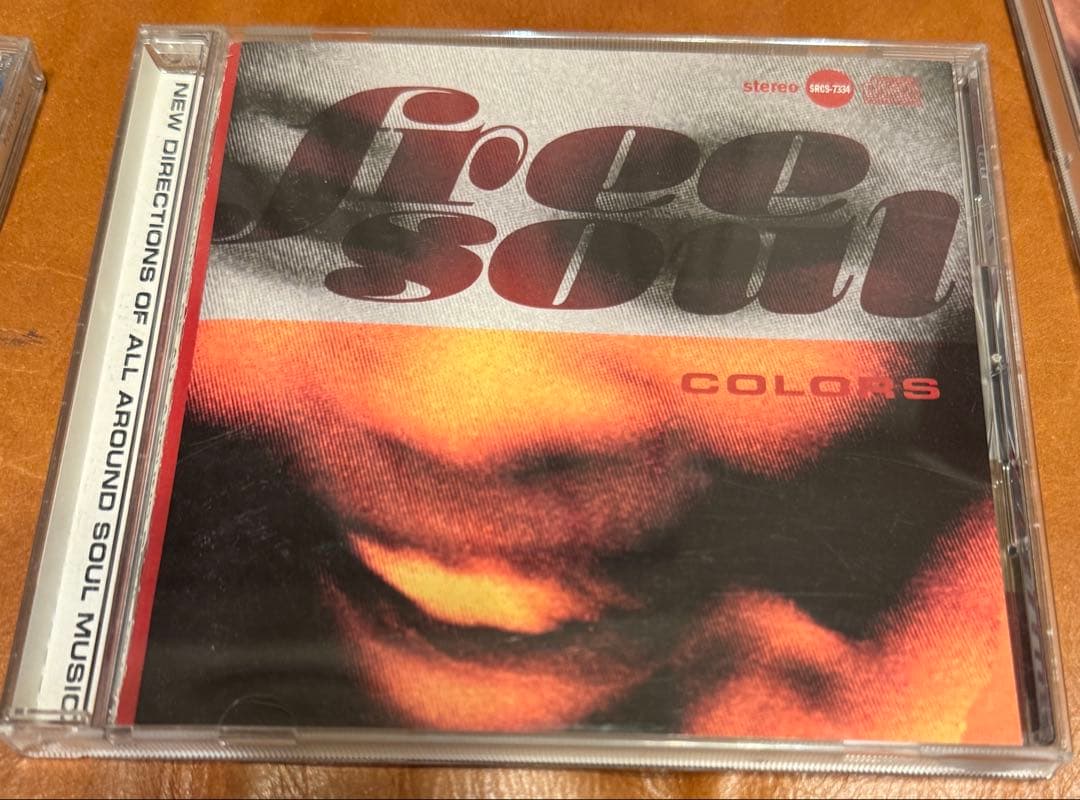 stereo SRCS-7334
free
soul
COLORS
NEW DIRECTIONS OF ALL AROUND SOUL MUSIC